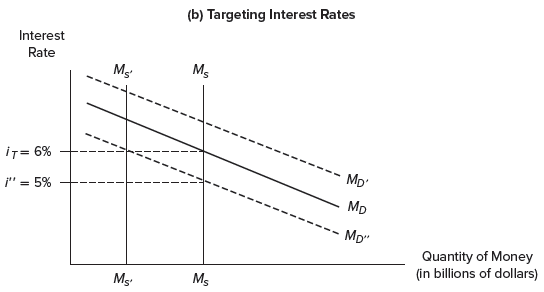 (b) Targeting Interest Rates
Interest
Rate
Ms'
Ms
iT = 6%
i'' = 5%
MD'
MD
MD''
Quantity of Money
(in billions of dollars)
Ms'
Ms